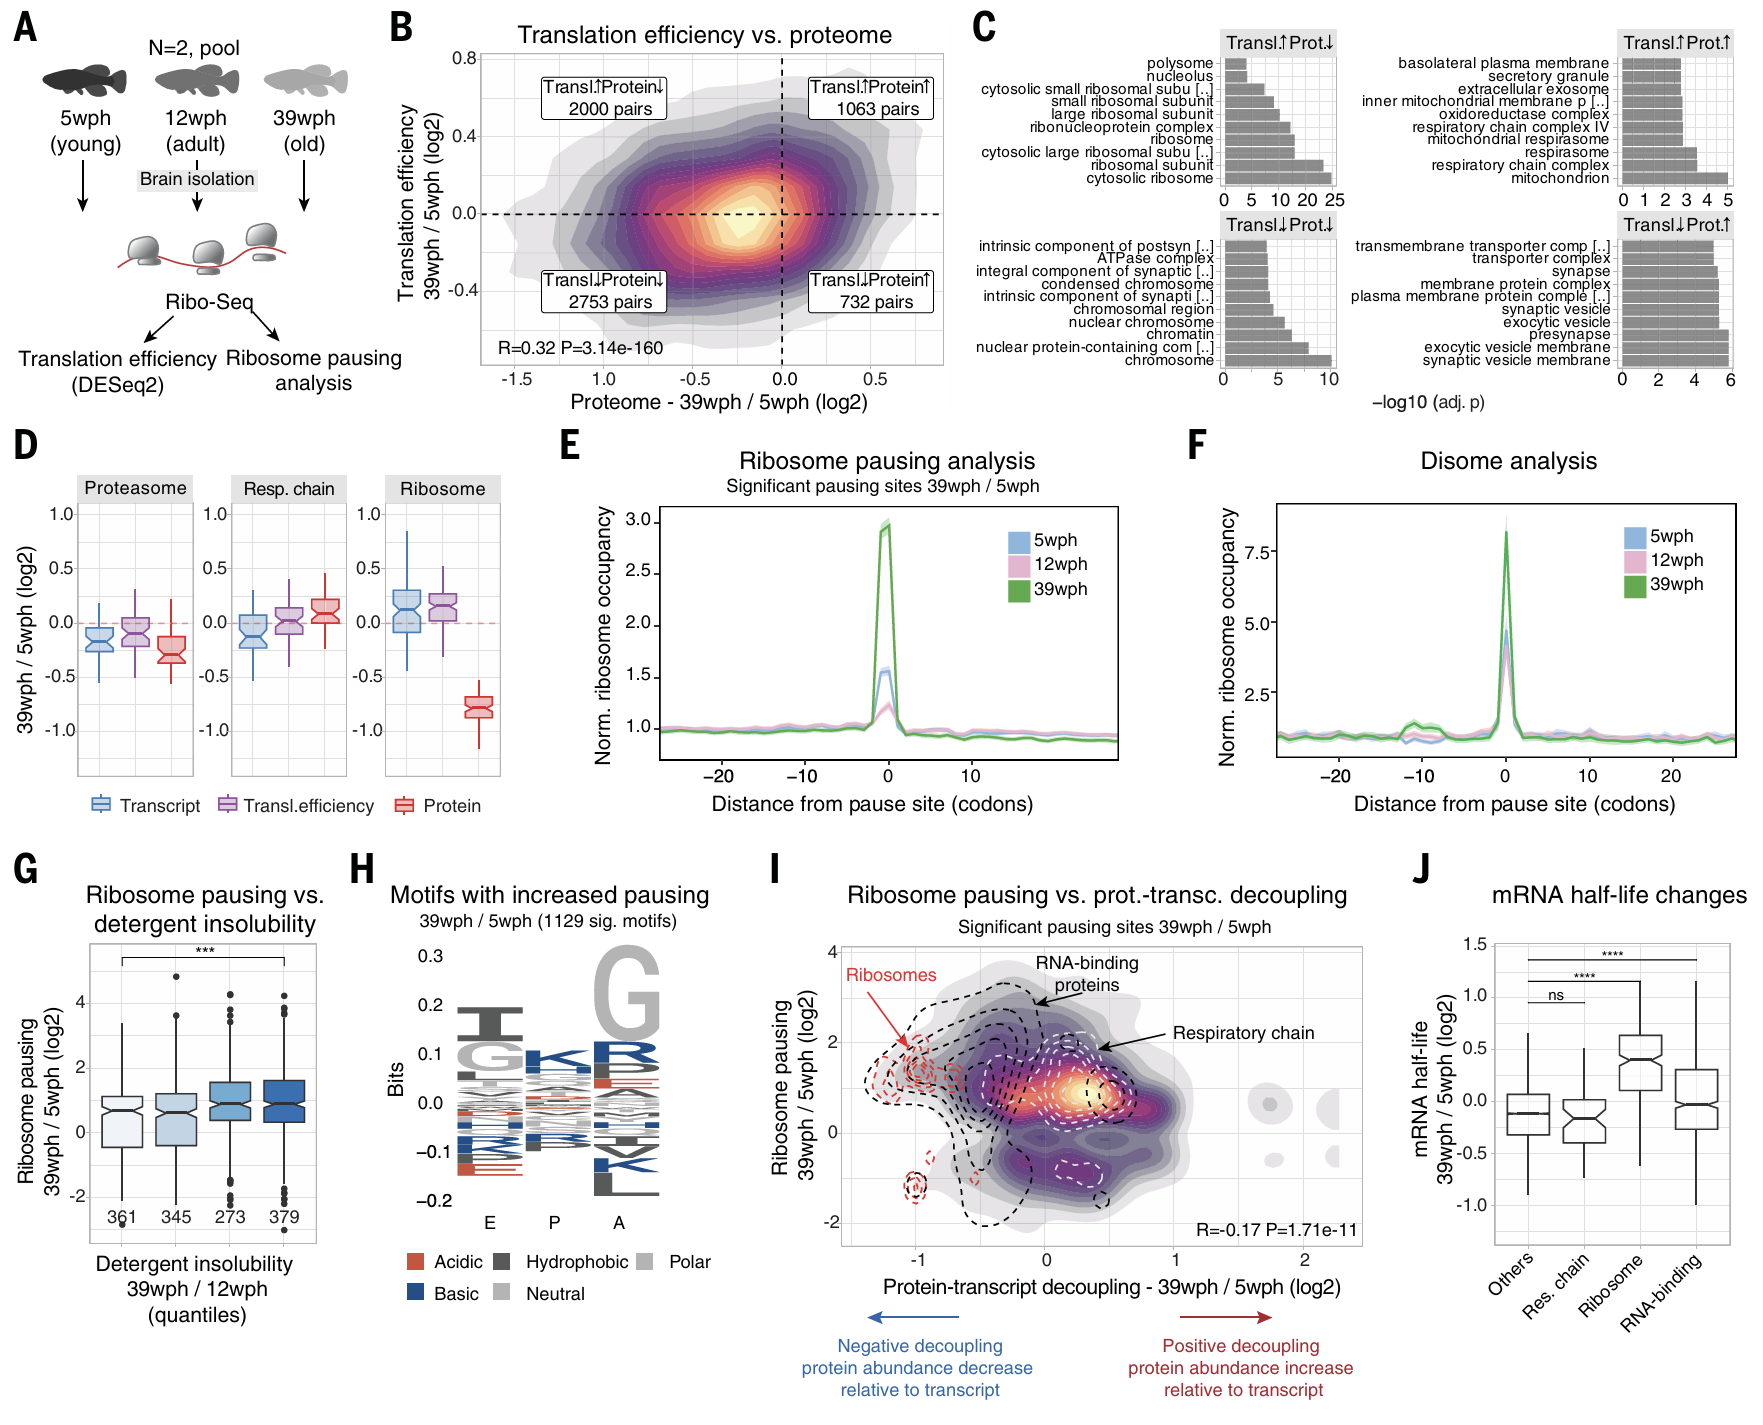 A
N=2, pool
5wph
(young)
12wph
(adult)
39wph
(old)
Brain isolation
Ribo-Seq
Translation efficiency
(DESeq2)
Ribosome pausing
analysis
B
Translation efficiency vs. proteome
Translation efficiency
39wph / 5wph (log2)
0.8
0.4
0.0
-0.4
Transl.↑Protein↓
2000 pairs
Transl.↑Protein↑
1063 pairs
Transl.↓Protein↓
2753 pairs
Transl.↓Protein↑
732 pairs
R=0.32 P=3.14e-160
-1.5
1.0
-0.5
0.0
0.5
Proteome - 39wph / 5wph (log2)
C
Transl.↑Prot.↓
polysome
nucleolus
cytosolic small ribosomal subu [..]
small ribosomal subunit
large ribosomal subunit
ribonucleoprotein complex
ribosome
cytosolic large ribosomal subu [..]
ribosomal subunit
cytosolic ribosome
0 5 10 15 20 25
Transl.↑Prot.↑
basolateral plasma membrane
secretory granule
extracellular exosome
inner mitochondrial membrane p [..]
oxidoreductase complex
respiratory chain complex IV
mitochondrial respirasome
respirasome
respiratory chain complex
mitochondrion
0 1 2 3 4 5
Transl.↓Prot.↓
intrinsic component of postsyn [..]
ATPase complex
integral component of synaptic [..]
condensed chromosome
intrinsic component of synapti [..]
chromosomal region
nuclear chromosome
chromatin
nuclear protein-containing com [..]
chromosome
0 5 10
Transl.↓Prot.↑
transmembrane transporter comp [..]
transporter complex
synapse
membrane protein complex
plasma membrane protein comple [..]
synaptic vesicle
exocytic vesicle
presynapse
exocytic vesicle membrane
synaptic vesicle membrane
0 2 4 6
−log10 (adj. p)
D
39wph / 5wph (log2)
Proteasome
1.0
0.5
0.0
-0.5
-1.0
Resp. chain
1.0
0.5
0.0
-0.5
-1.0
Ribosome
1.0
0.5
0.0
-0.5
-1.0
Transcript
Transl.efficiency
Protein
E
Ribosome pausing analysis
Significant pausing sites 39wph / 5wph
Norm. ribosome occupancy
3.0
2.5
2.0
1.5
1.0
5wph
12wph
39wph
−20 −10 0 10
Distance from pause site (codons)
F
Disome analysis
Norm. ribosome occupancy
7.5
5.0
2.5
5wph
12wph
39wph
−20 −10 0 10 20
Distance from pause site (codons)
G
Ribosome pausing vs.
detergent insolubility
Ribosome pausing
39wph / 5wph (log2)
***
4
2
0
-2
361 345 273 379
Detergent insolubility
39wph / 12wph
(quantiles)
H
Motifs with increased pausing
39wph / 5wph (1129 sig. motifs)
Bits
0.3
0.2
0.1
0.0
−0.1
−0.2
I
G
K
G
R
R
K
L
E P A
Acidic
Hydrophobic
Polar
Basic
Neutral
I
Ribosome pausing vs. prot.-transc. decoupling
Significant pausing sites 39wph / 5wph
Ribosome pausing
39wph / 5wph (log2)
4
2
0
-2
Ribosomes
RNA-binding
proteins
Respiratory chain
R=-0.17 P=1.71e-11
-1 0 1 2
Protein-transcript decoupling - 39wph / 5wph (log2)
Negative decoupling
protein abundance decrease
relative to transcript
Positive decoupling
protein abundance increase
relative to transcript
J
mRNA half-life changes
mRNA half-life
39wph / 5wph (log2)
1.5
1.0
0.5
0.0
-0.5
-1.0
****
****
ns
Others
Res. chain
Ribosome
RNA-binding